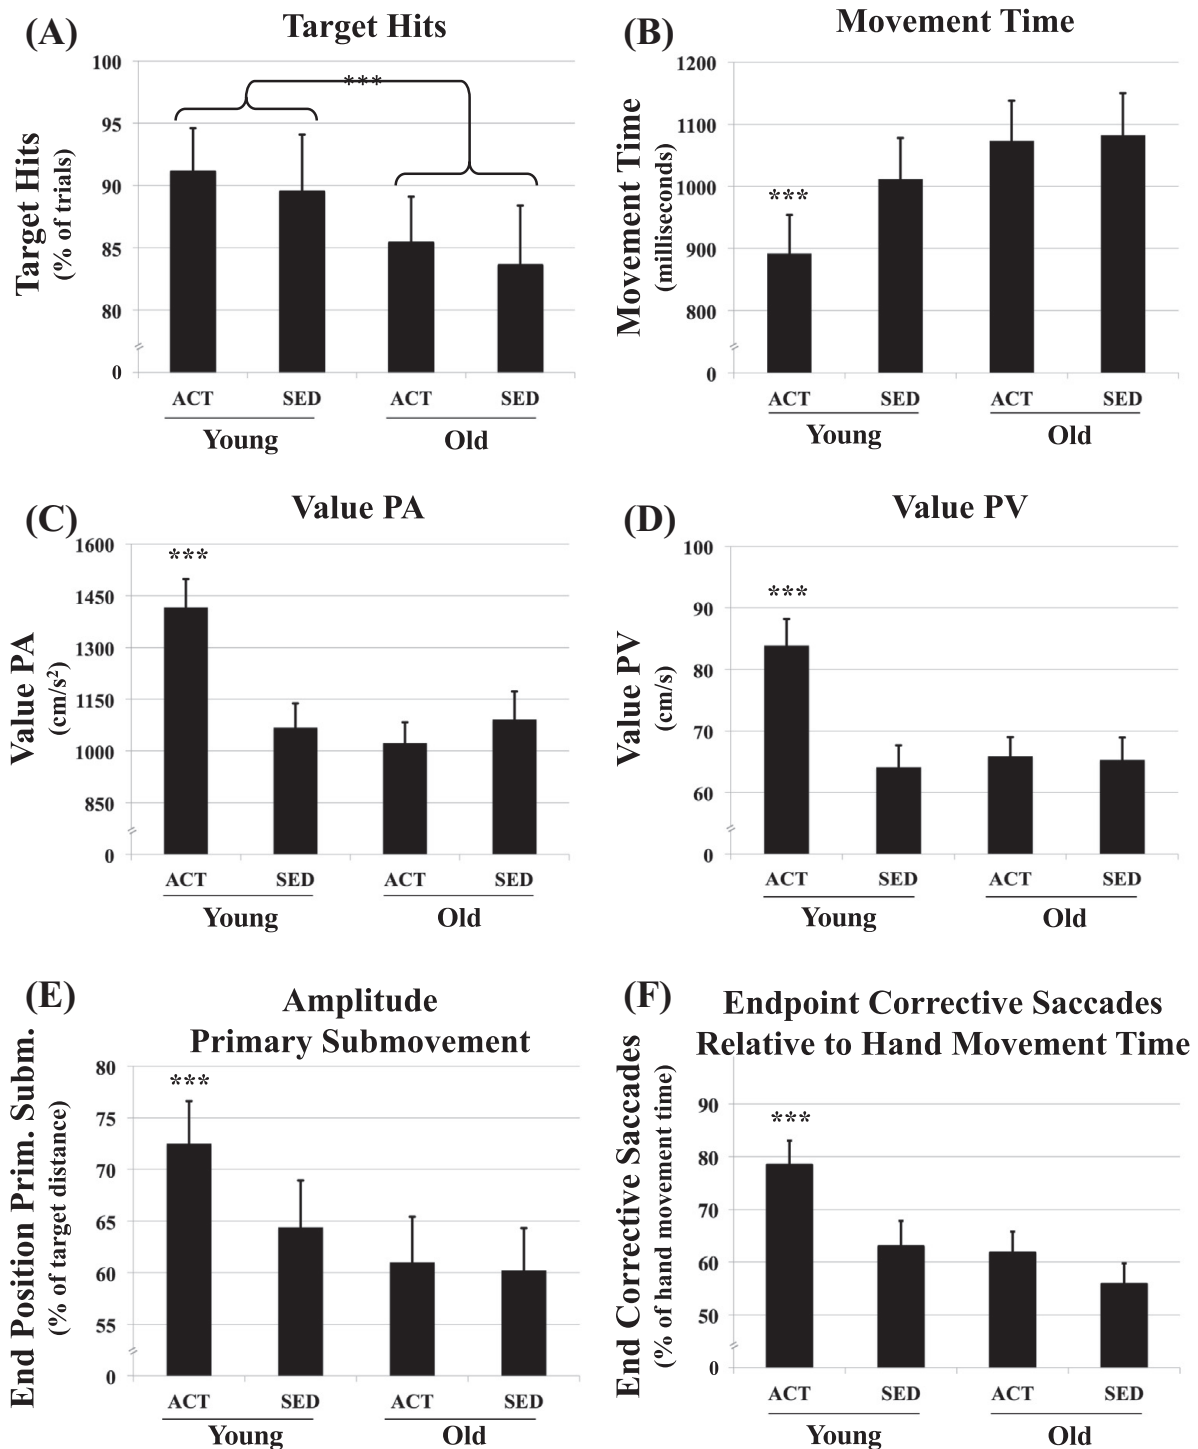 (A)
Target Hits
Target Hits
(% of trials)
100
95
90
85
80
0
***
ACT SED ACT SED
Young Old
(B)
Movement Time
Movement Time
(milliseconds)
1200
1100
1000
900
800
0
***
ACT SED ACT SED
Young Old
(C)
Value PA
Value PA
(cm/s²)
1600
1450
1300
1150
1000
850
0
***
ACT SED ACT SED
Young Old
(D)
Value PV
Value PV
(cm/s)
100
90
80
70
60
0
***
ACT SED ACT SED
Young Old
(E)
Amplitude
Primary Submovement
End Position Prim. Subm.
(% of target distance)
80
75
70
65
60
55
0
***
ACT SED ACT SED
Young Old
(F)
Endpoint Corrective Saccades
Relative to Hand Movement Time
End Corrective Saccades
(% of hand movement time)
90
80
70
60
50
0
***
ACT SED ACT SED
Young Old